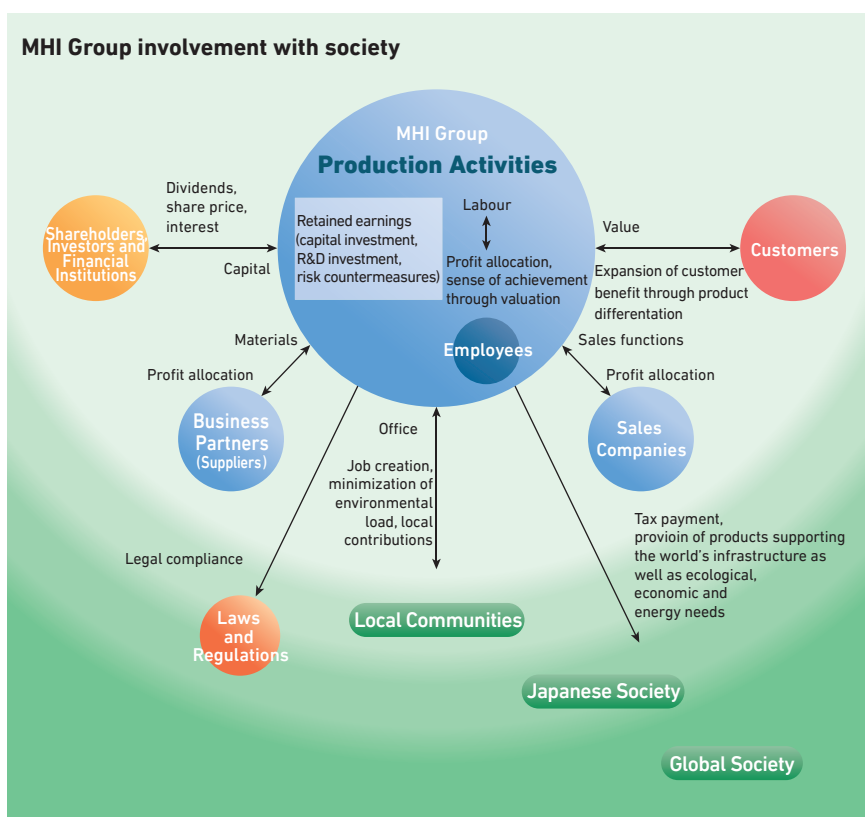 MHI Group involvement with society
MHI Group
Production Activities
Dividends,
share price,
interest
Capital
Shareholders,
Investors and
Financial
Institutions
Retained earnings
(capital investment,
R&D investment,
risk countermeasures)
Labour
Profit allocation,
sense of achievement
through valuation
Employees
Value
Expansion of customer
benefit through product
differentation
Customers
Materials
Profit allocation
Business
Partners
(Suppliers)
Sales functions
Profit allocation
Sales
Companies
Office
Job creation,
minimization of
environmental
load, local
contributions
Legal compliance
Laws
and
Regulations
Local Communities
Tax payment,
provioin of products supporting
the world's infrastructure as
well as ecological,
economic and
energy needs
Japanese Society
Global Society